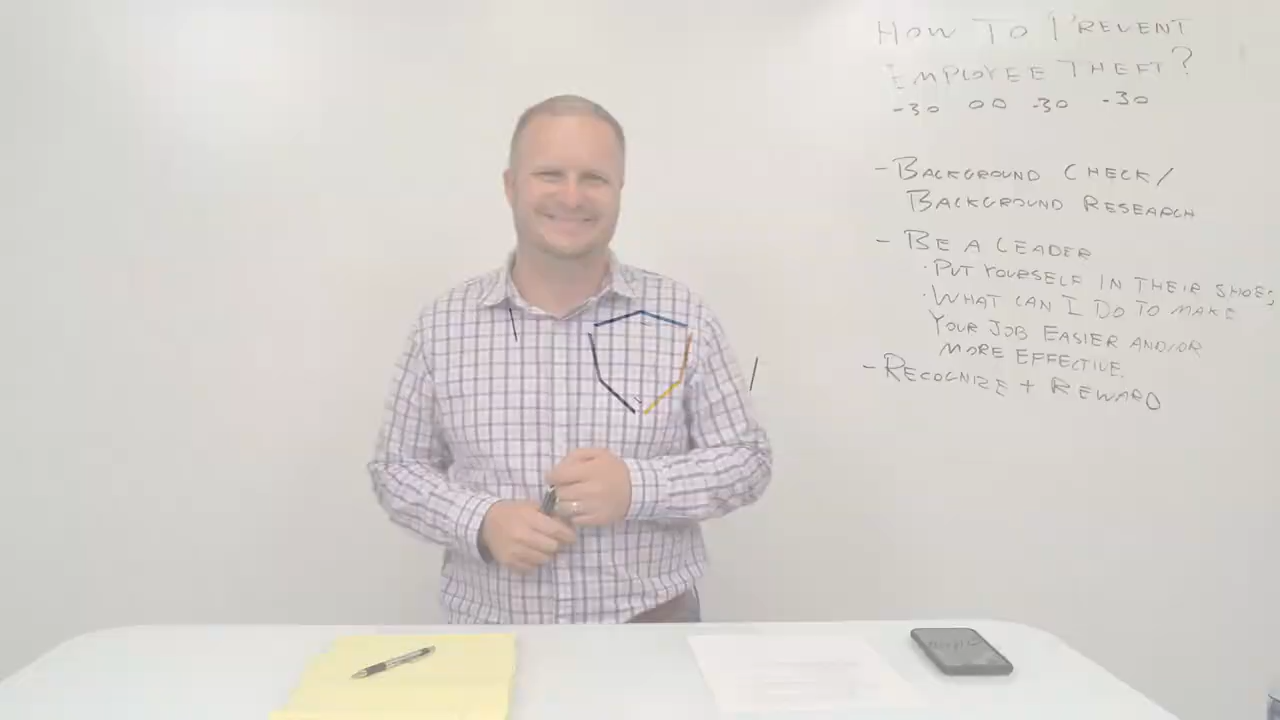 HOW TO PREVENT
EMPLOYEE THEFT?
-30 00 -30 -30
- BACKGROUND CHECK/
BACKGROUND RESEARCH
- BE A LEADER
· PUT YOURSELF IN THEIR SHOES
· WHAT CAN I DO TO MAKE
YOUR JOB EASIER AND/OR
MORE EFFECTIVE.
- RECOGNIZE + REWARD